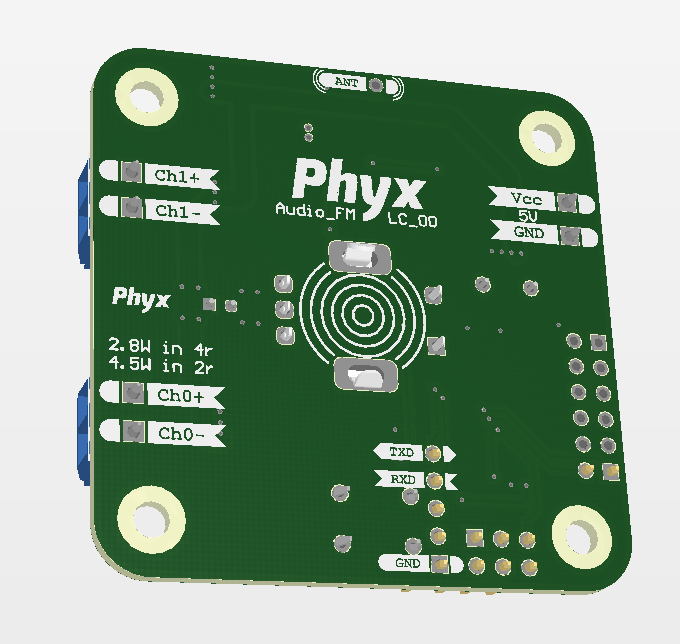 ANT
Phyx
Audio_FM LC_00
Ch1+
Ch1-
Vcc
5V
GND
Phyx
2.8W in 4r
4.5W in 2r
Ch0+
Ch0-
TXD
RXD
GND